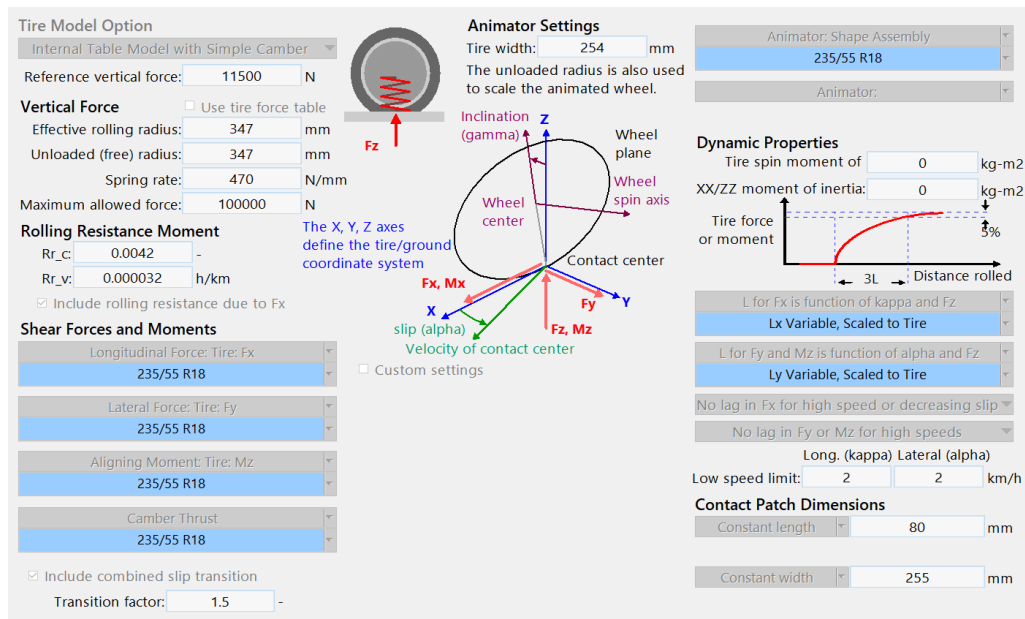 Tire Model Option
Internal Table Model with Simple Camber
Reference vertical force: 11500 N
Vertical Force
Use tire force table
Effective rolling radius: 347 mm
Unloaded (free) radius: 347 mm
Spring rate: 470 N/mm
Maximum allowed force: 100000 N
Rolling Resistance Moment
Rr_c: 0.0042 -
Rr_v: 0.000032 h/km
Include rolling resistance due to Fx
Shear Forces and Moments
Longitudinal Force: Tire: Fx
235/55 R18
Lateral Force: Tire: Fy
235/55 R18
Aligning Moment: Tire: Mz
235/55 R18
Camber Thrust
235/55 R18
Include combined slip transition
Transition factor: 1.5 -
Fz
Animator Settings
Tire width: 254 mm
The unloaded radius is also used
to scale the animated wheel.
Inclination
(gamma)
Z
Wheel
plane
Wheel
spin axis
Wheel
center
The X, Y, Z axes
define the tire/ground
coordinate system
Contact center
Fx, Mx
X
Fy
Y
slip (alpha)
Fz, Mz
Velocity of contact center
Custom settings
Animator: Shape Assembly
235/55 R18
Animator:
Dynamic Properties
Tire spin moment of 0 kg-m2
XX/ZZ moment of inertia: 0 kg-m2
Tire force
or moment
5%
3L
Distance rolled
L for Fx is function of kappa and Fz
Lx Variable, Scaled to Tire
L for Fy and Mz is function of alpha and Fz
Ly Variable, Scaled to Tire
No lag in Fx for high speed or decreasing slip
No lag in Fy or Mz for high speeds
Long. (kappa) Lateral (alpha)
Low speed limit: 2 2 km/h
Contact Patch Dimensions
Constant length 80 mm
Constant width 255 mm